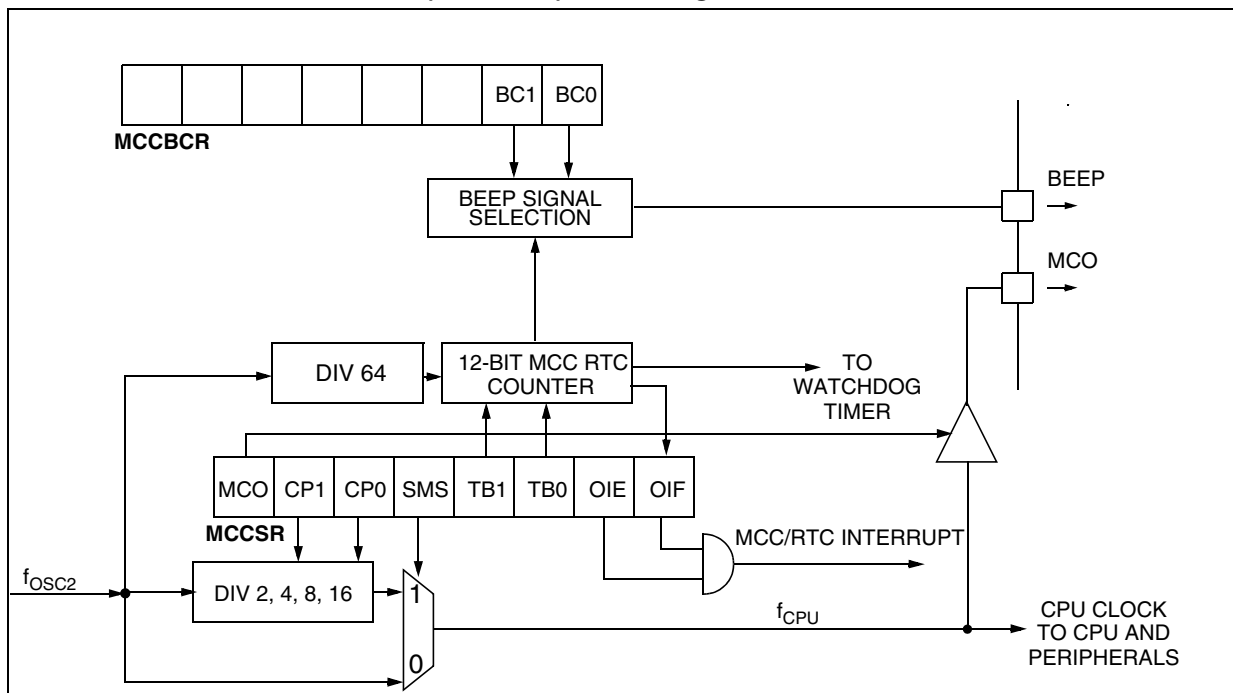 BC1 BC0
MCCBCR
BEEP SIGNAL
SELECTION
BEEP
MCO
DIV 64
12-BIT MCC RTC
COUNTER
TO
WATCHDOG
TIMER
MCO CP1 CP0 SMS TB1 TB0 OIE OIF
MCCSR
MCC/RTC INTERRUPT
fOSC2
DIV 2, 4, 8, 16
1
0
fCPU
CPU CLOCK
TO CPU AND
PERIPHERALS